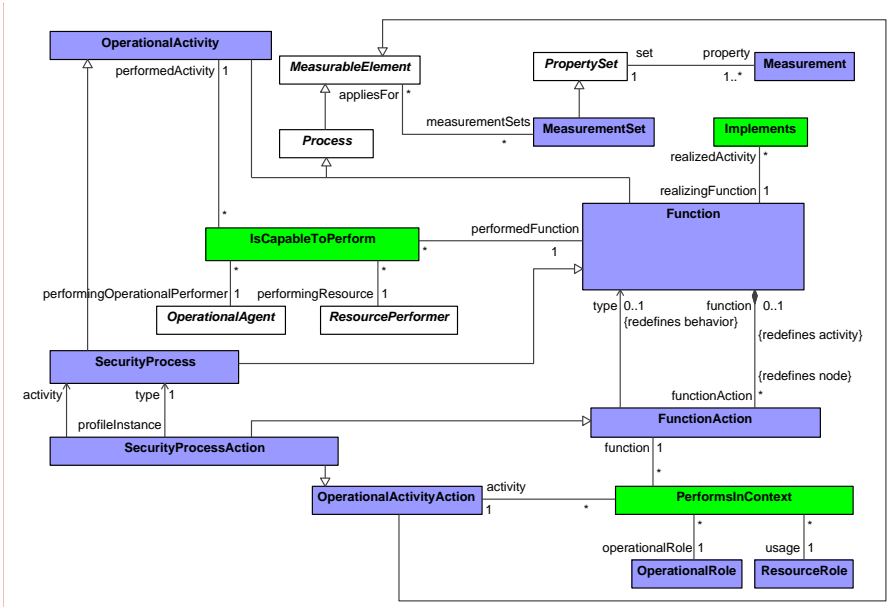 OperationalActivity
performedActivity 1
MeasurableElement
appliesFor *
PropertySet
set
1
property
1..*
Measurement
measurementSets
*
MeasurementSet
Implements
Process
realizedActivity *
realizingFunction 1
Function
*
IsCapableToPerform
*
performedFunction
1
* *
performingOperationalPerformer 1
performingResource 1
OperationalAgent
ResourcePerformer
type 0..1
{redefines behavior}
function 0..1
{redefines activity}
SecurityProcess
{redefines node}
activity
type 1
functionAction *
profileInstance
FunctionAction
SecurityProcessAction
function 1
*
OperationalActivityAction
activity
1
*
PerformsInContext
* *
operationalRole 1
usage 1
OperationalRole
ResourceRole